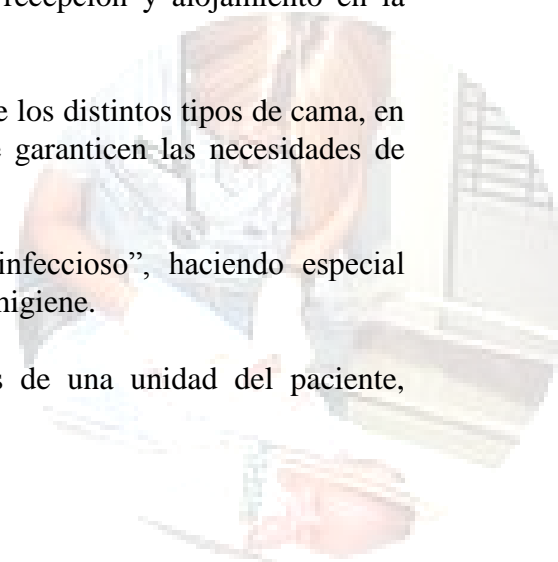 recepción y alojamiento en la
los distintos tipos de cama, en
garanticen las necesidades de
infeccioso”, haciendo especial
higiene.
de una unidad del paciente,